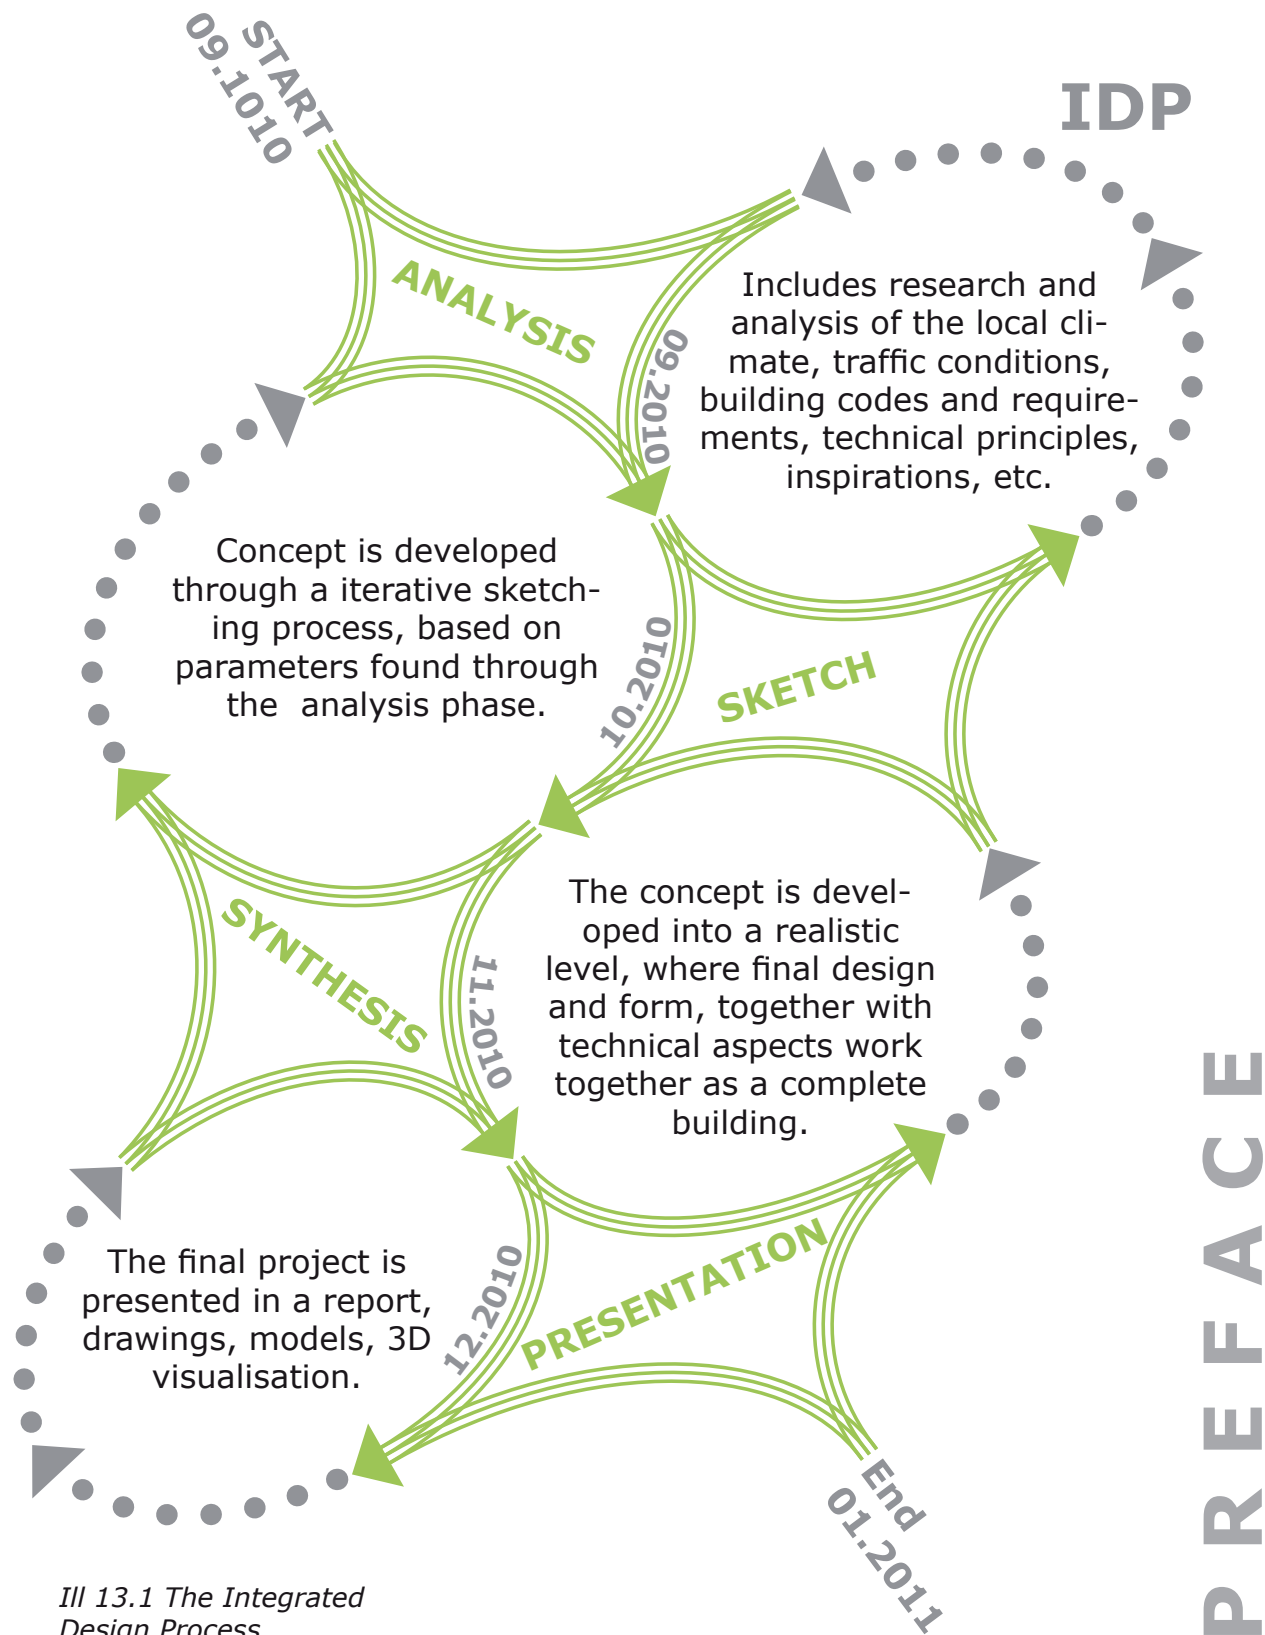 START
09.1010
IDP
ANALYSIS
09.2010
Includes research and
analysis of the local cli-
mate, traffic conditions,
building codes and require-
ments, technical principles,
inspirations, etc.
Concept is developed
through a iterative sketch-
ing process, based on
parameters found through
the  analysis phase.
10.2010
SKETCH
SYNTHESIS
11.2010
The concept is devel-
oped into a realistic
level, where final design
and form, together with
technical aspects work
together as a complete
building.
The final project is
presented in a report,
drawings, models, 3D
visualisation.
12.2010
PRESENTATION
End
01.2011
PREFACE
Ill 13.1 The Integrated
Design Process